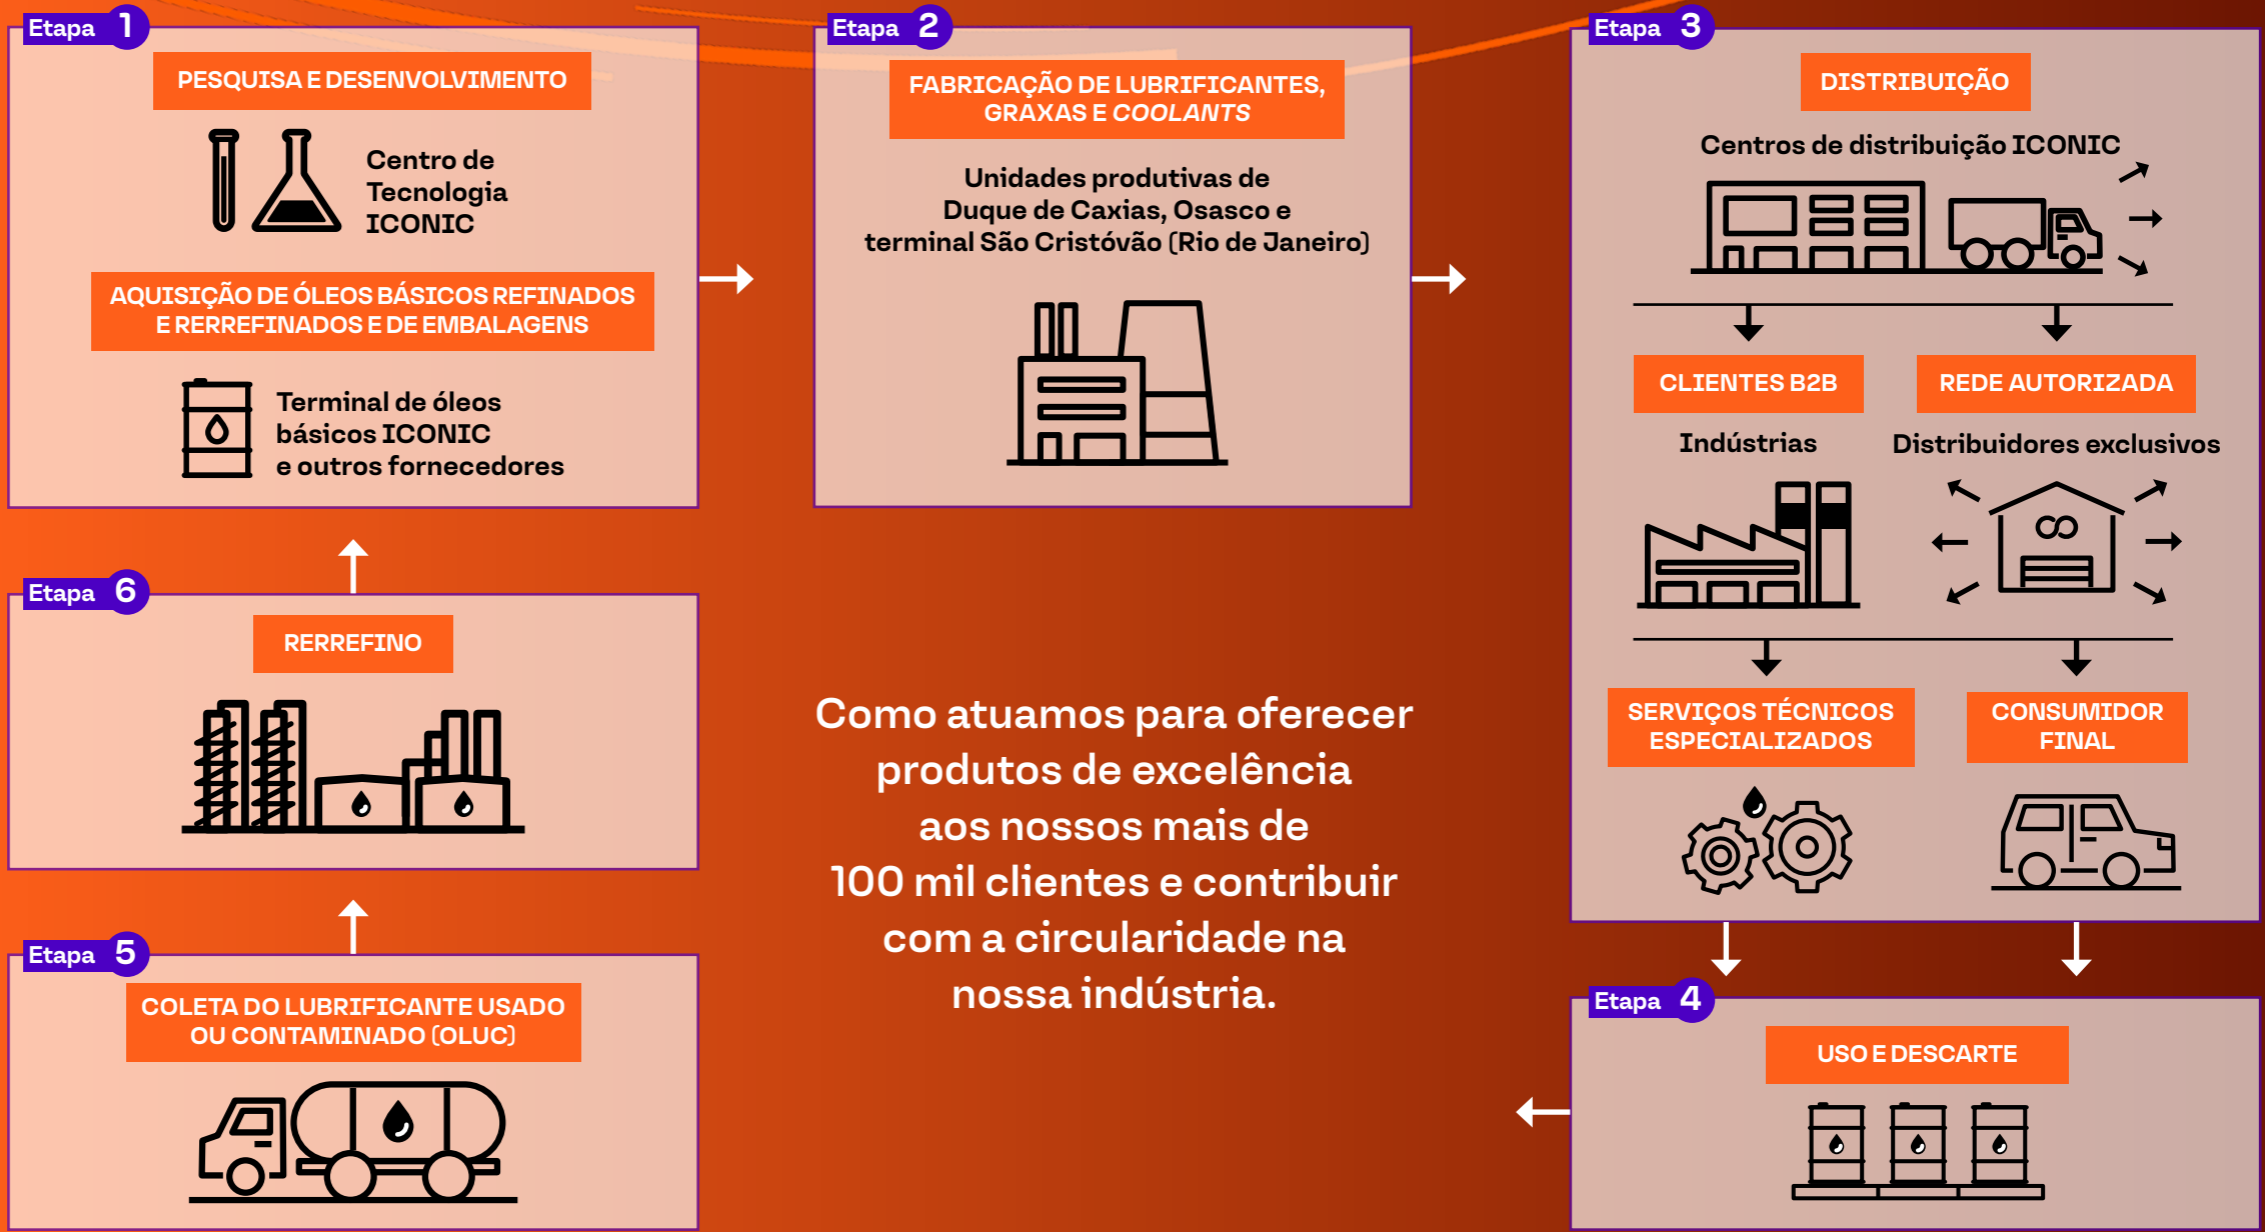 Etapa 1
PESQUISA E DESENVOLVIMENTO
Centro de
Tecnologia
ICONIC
AQUISIÇÃO DE ÓLEOS BÁSICOS REFINADOS
E RERREFINADOS E DE EMBALAGENS
Terminal de óleos
básicos ICONIC
e outros fornecedores
Etapa 2
FABRICAÇÃO DE LUBRIFICANTES,
GRAXAS E COOLANTS
Unidades produtivas de
Duque de Caxias, Osasco e
terminal São Cristóvão (Rio de Janeiro)
Etapa 3
DISTRIBUIÇÃO
Centros de distribuição ICONIC
CLIENTES B2B
Indústrias
REDE AUTORIZADA
Distribuidores exclusivos
SERVIÇOS TÉCNICOS
ESPECIALIZADOS
CONSUMIDOR
FINAL
Etapa 4
USO E DESCARTE
Etapa 5
COLETA DO LUBRIFICANTE USADO
OU CONTAMINADO (OLUC)
Etapa 6
RERREFINO
Como atuamos para oferecer
produtos de excelência
aos nossos mais de
100 mil clientes e contribuir
com a circularidade na
nossa indústria.